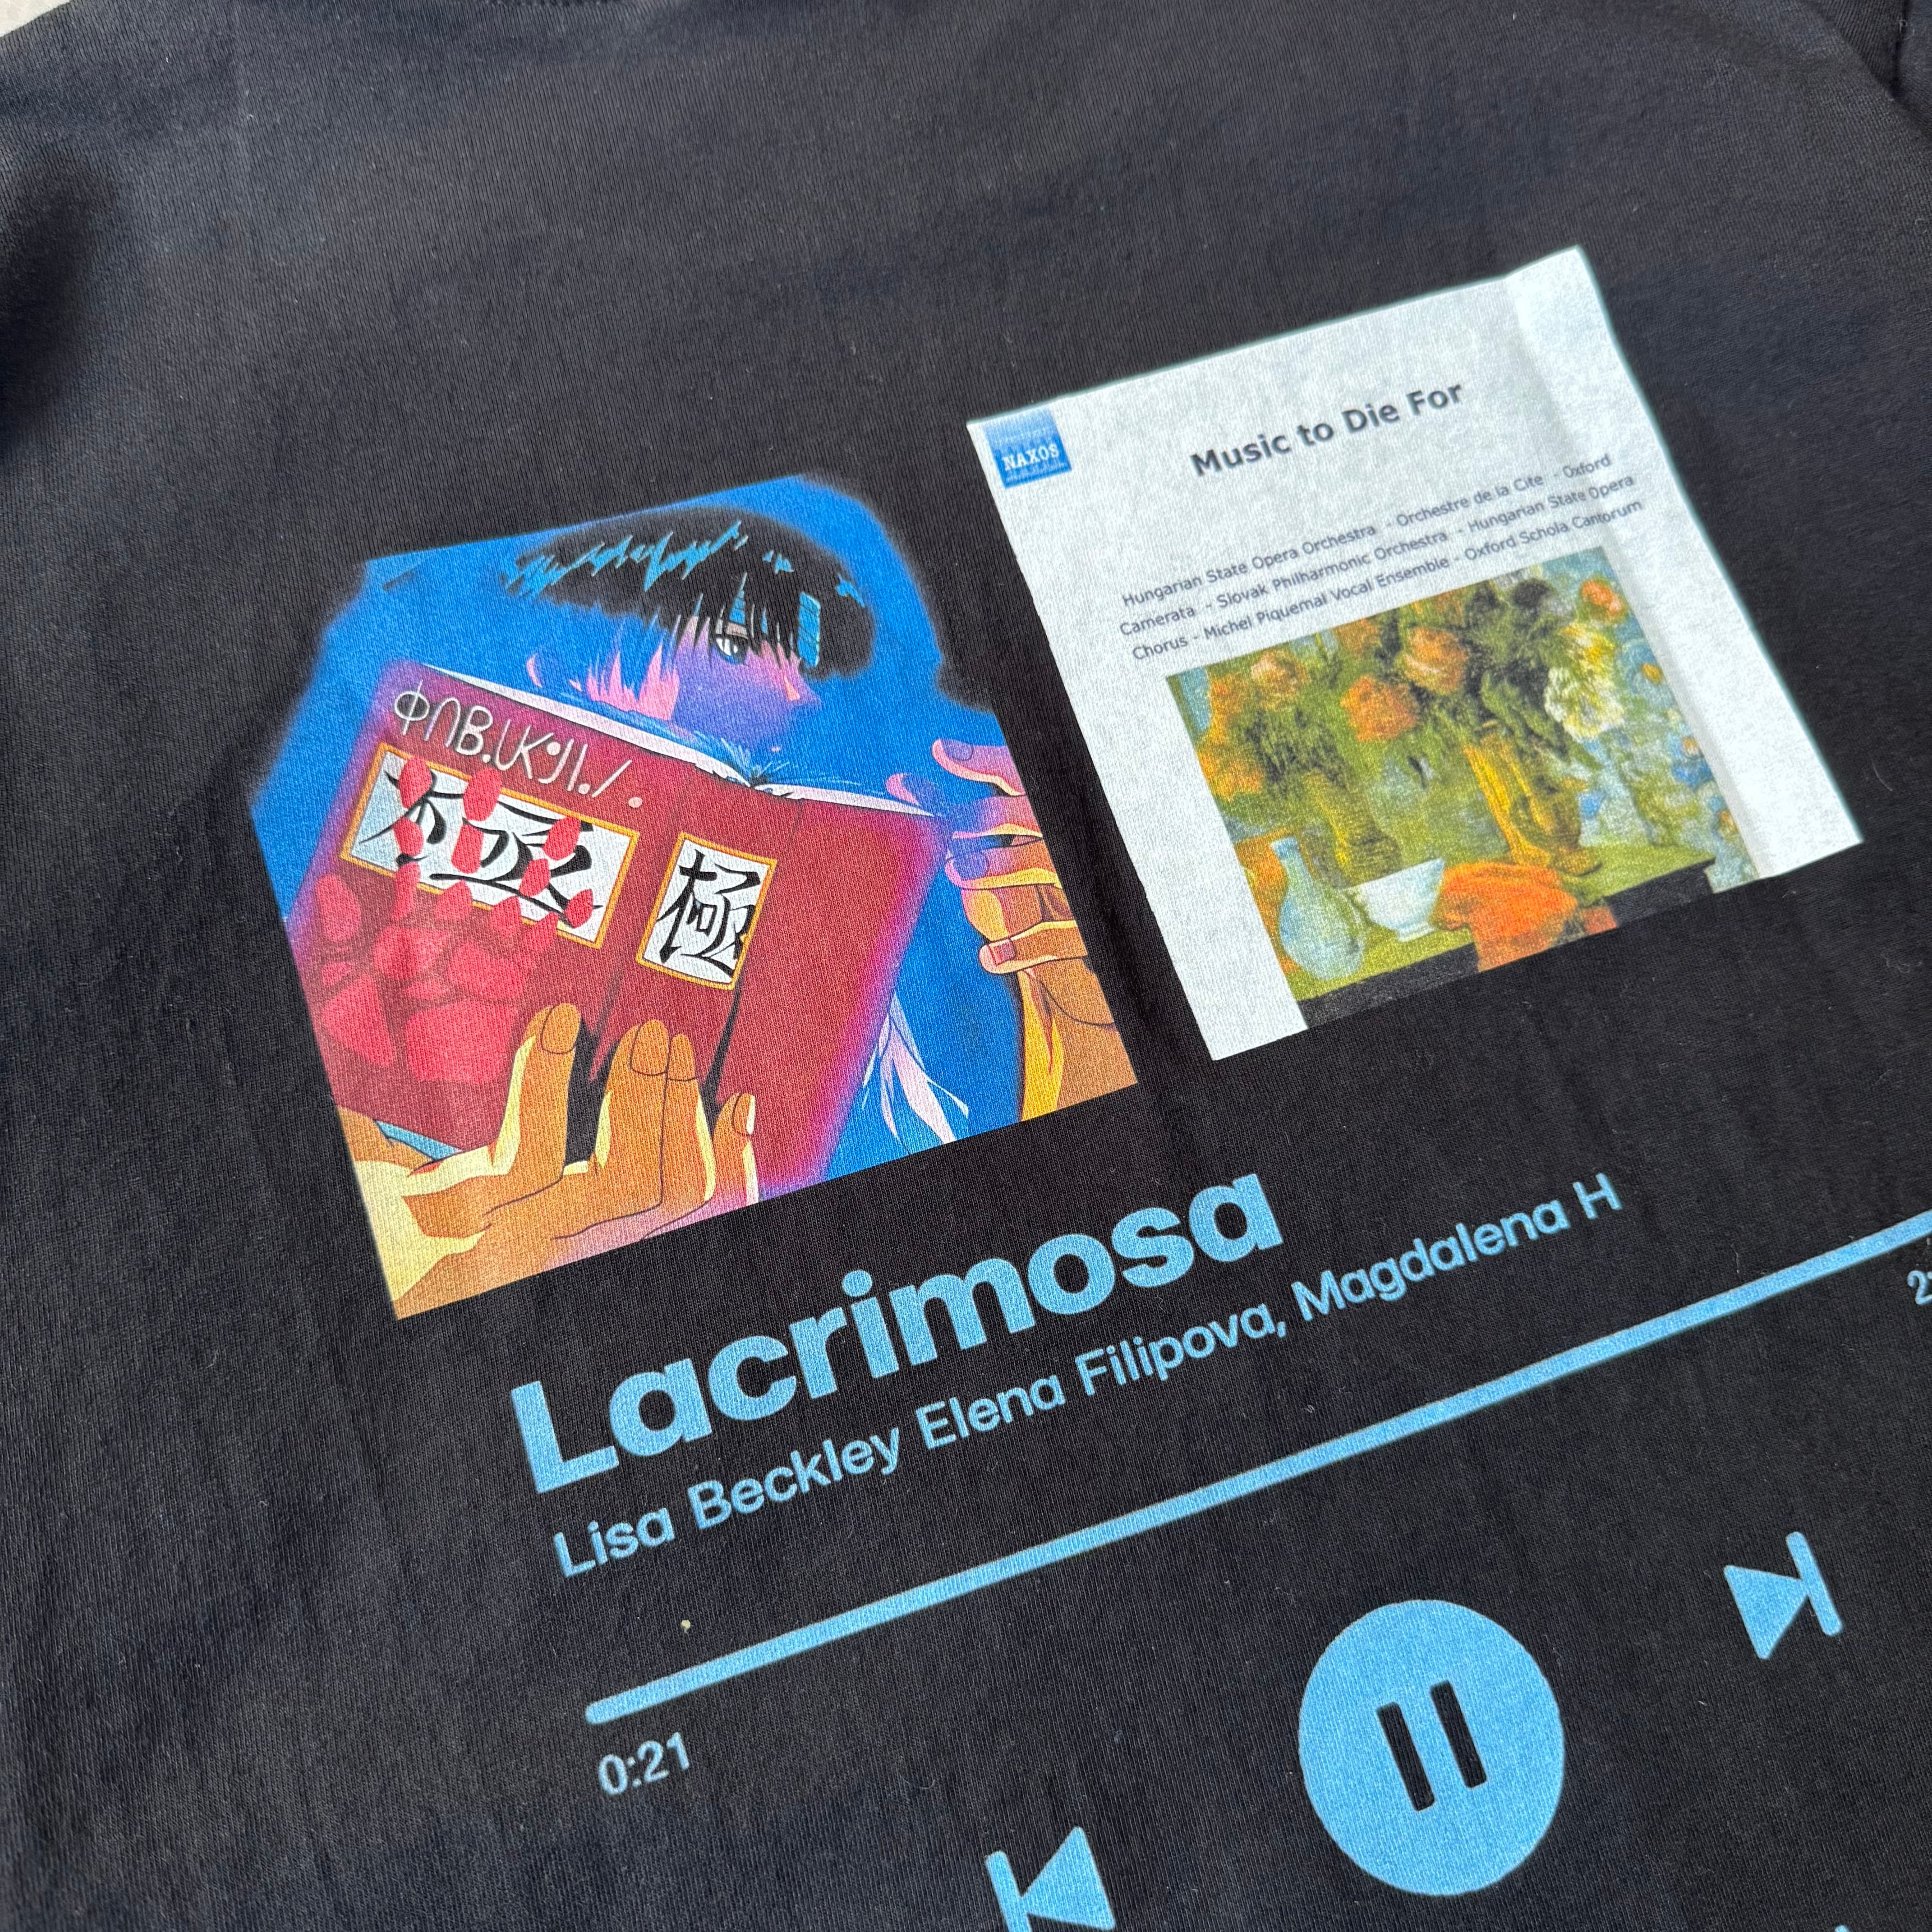 NAXOS
Music to Die For
Hungarian State Opera Orchestra - Orchestre de la Cite - Oxford
Camerata - Slovak Philharmonic Orchestra - Hungarian State Opera
Chorus - Michel Piquemal Vocal Ensemble - Oxford Schola Cantorum
極
Lacrimosa
Lisa Beckley Elena Filipova, Magdalena H
0:21